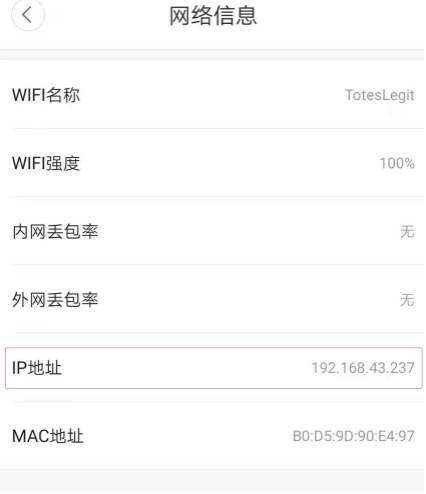 网络信息
WIFI名称 TotesLegit
WIFI强度 100%
内网丢包率 无
外网丢包率 无
IP地址 192.168.43.237
MAC地址 B0:D5:9D:90:E4:97